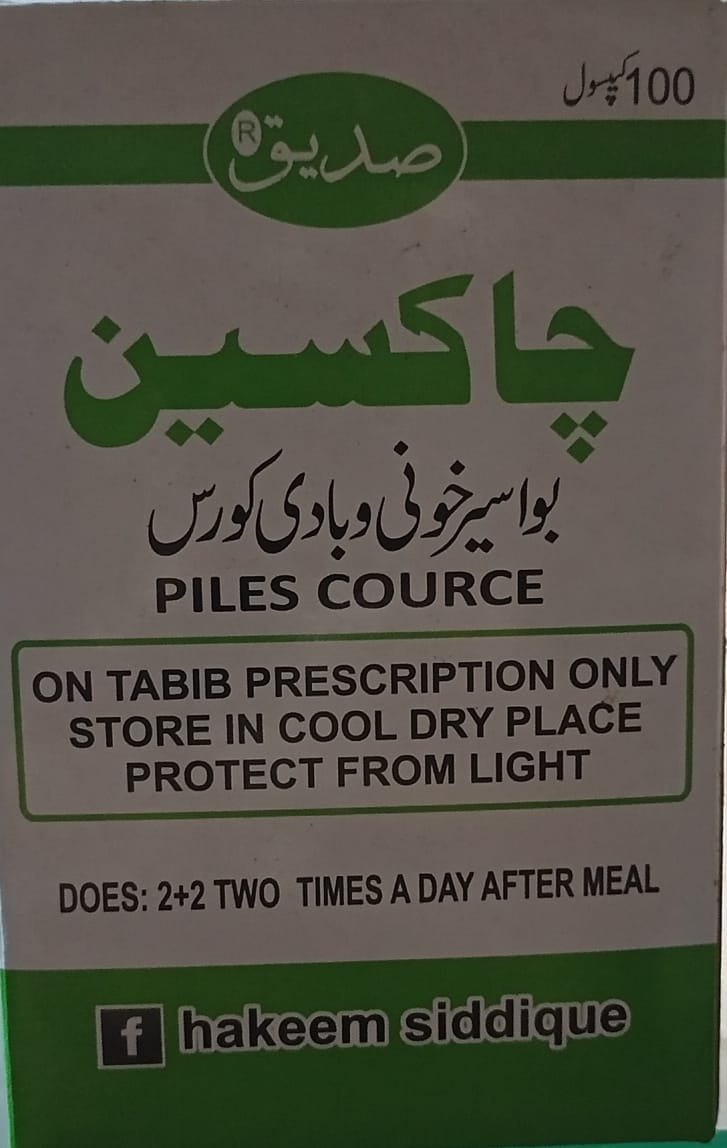 100 کیپسول
صدیق ®
چاکسین
بواسیر خونی و بادی کورس
PILES COURCE
ON TABIB PRESCRIPTION ONLY
STORE IN COOL DRY PLACE
PROTECT FROM LIGHT
DOES: 2+2 TWO TIMES A DAY AFTER MEAL
f hakeem siddique